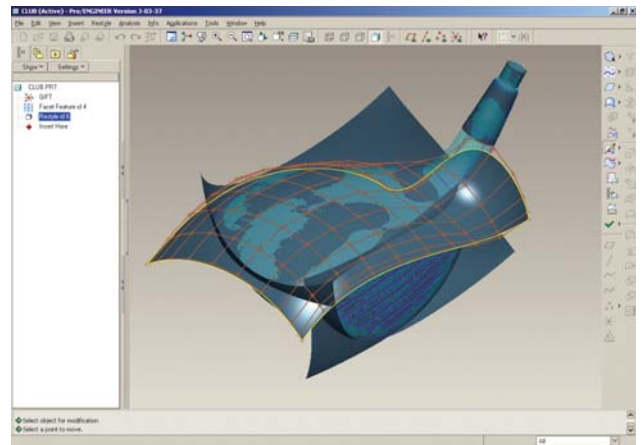 CLUB (Active) - Pro/ENGINEER Version J-03-37
File Edit View Insert Restyle Analysis Info Applications Tools Window Help
Show Settings
CLUB.PRT
GIFT
Facet Feature id 4
Restyle id 6
Insert Here
Select object for modification.
Select a point to move.
All